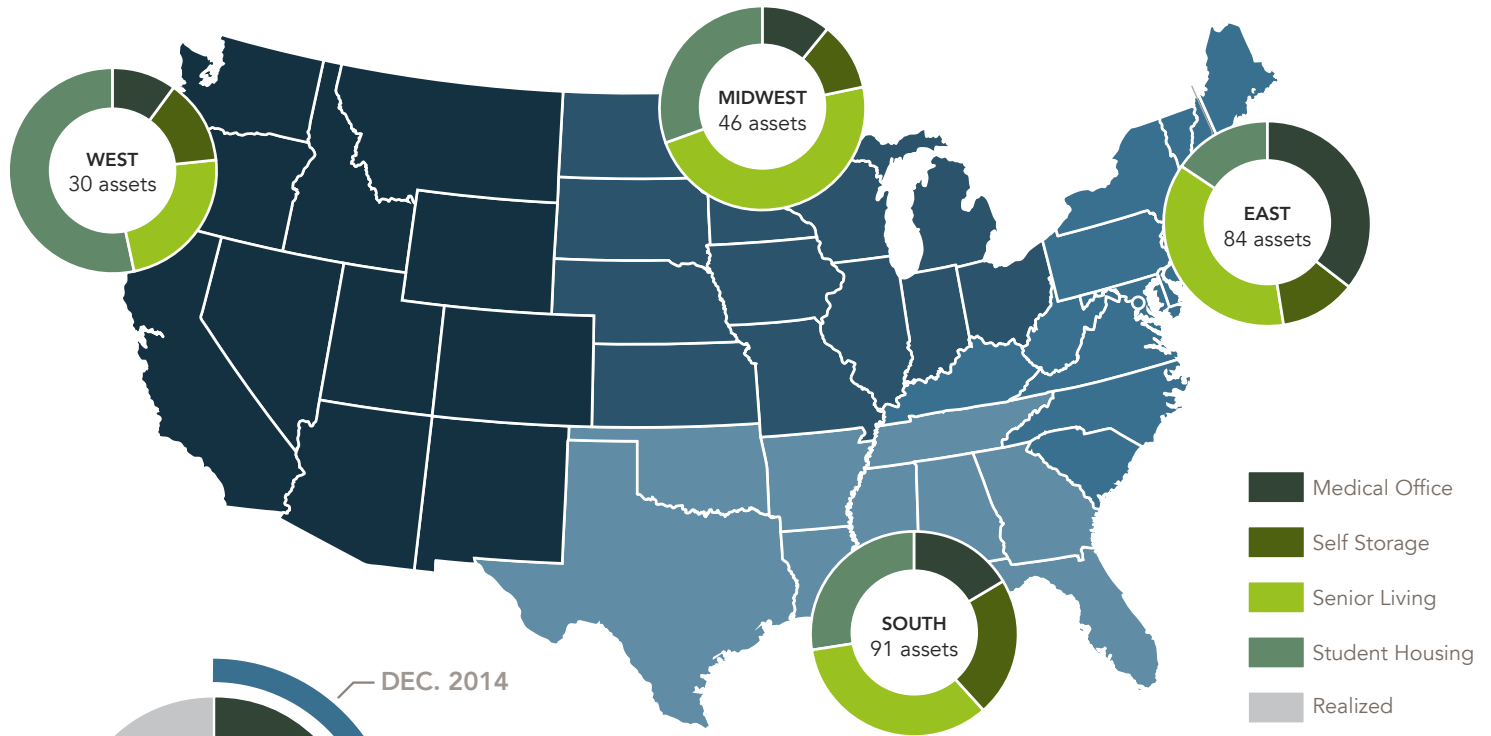 MIDWEST
46 assets
WEST
30 assets
EAST
84 assets
SOUTH
91 assets
Medical Office
Self Storage
Senior Living
Student Housing
Realized
DEC. 2014